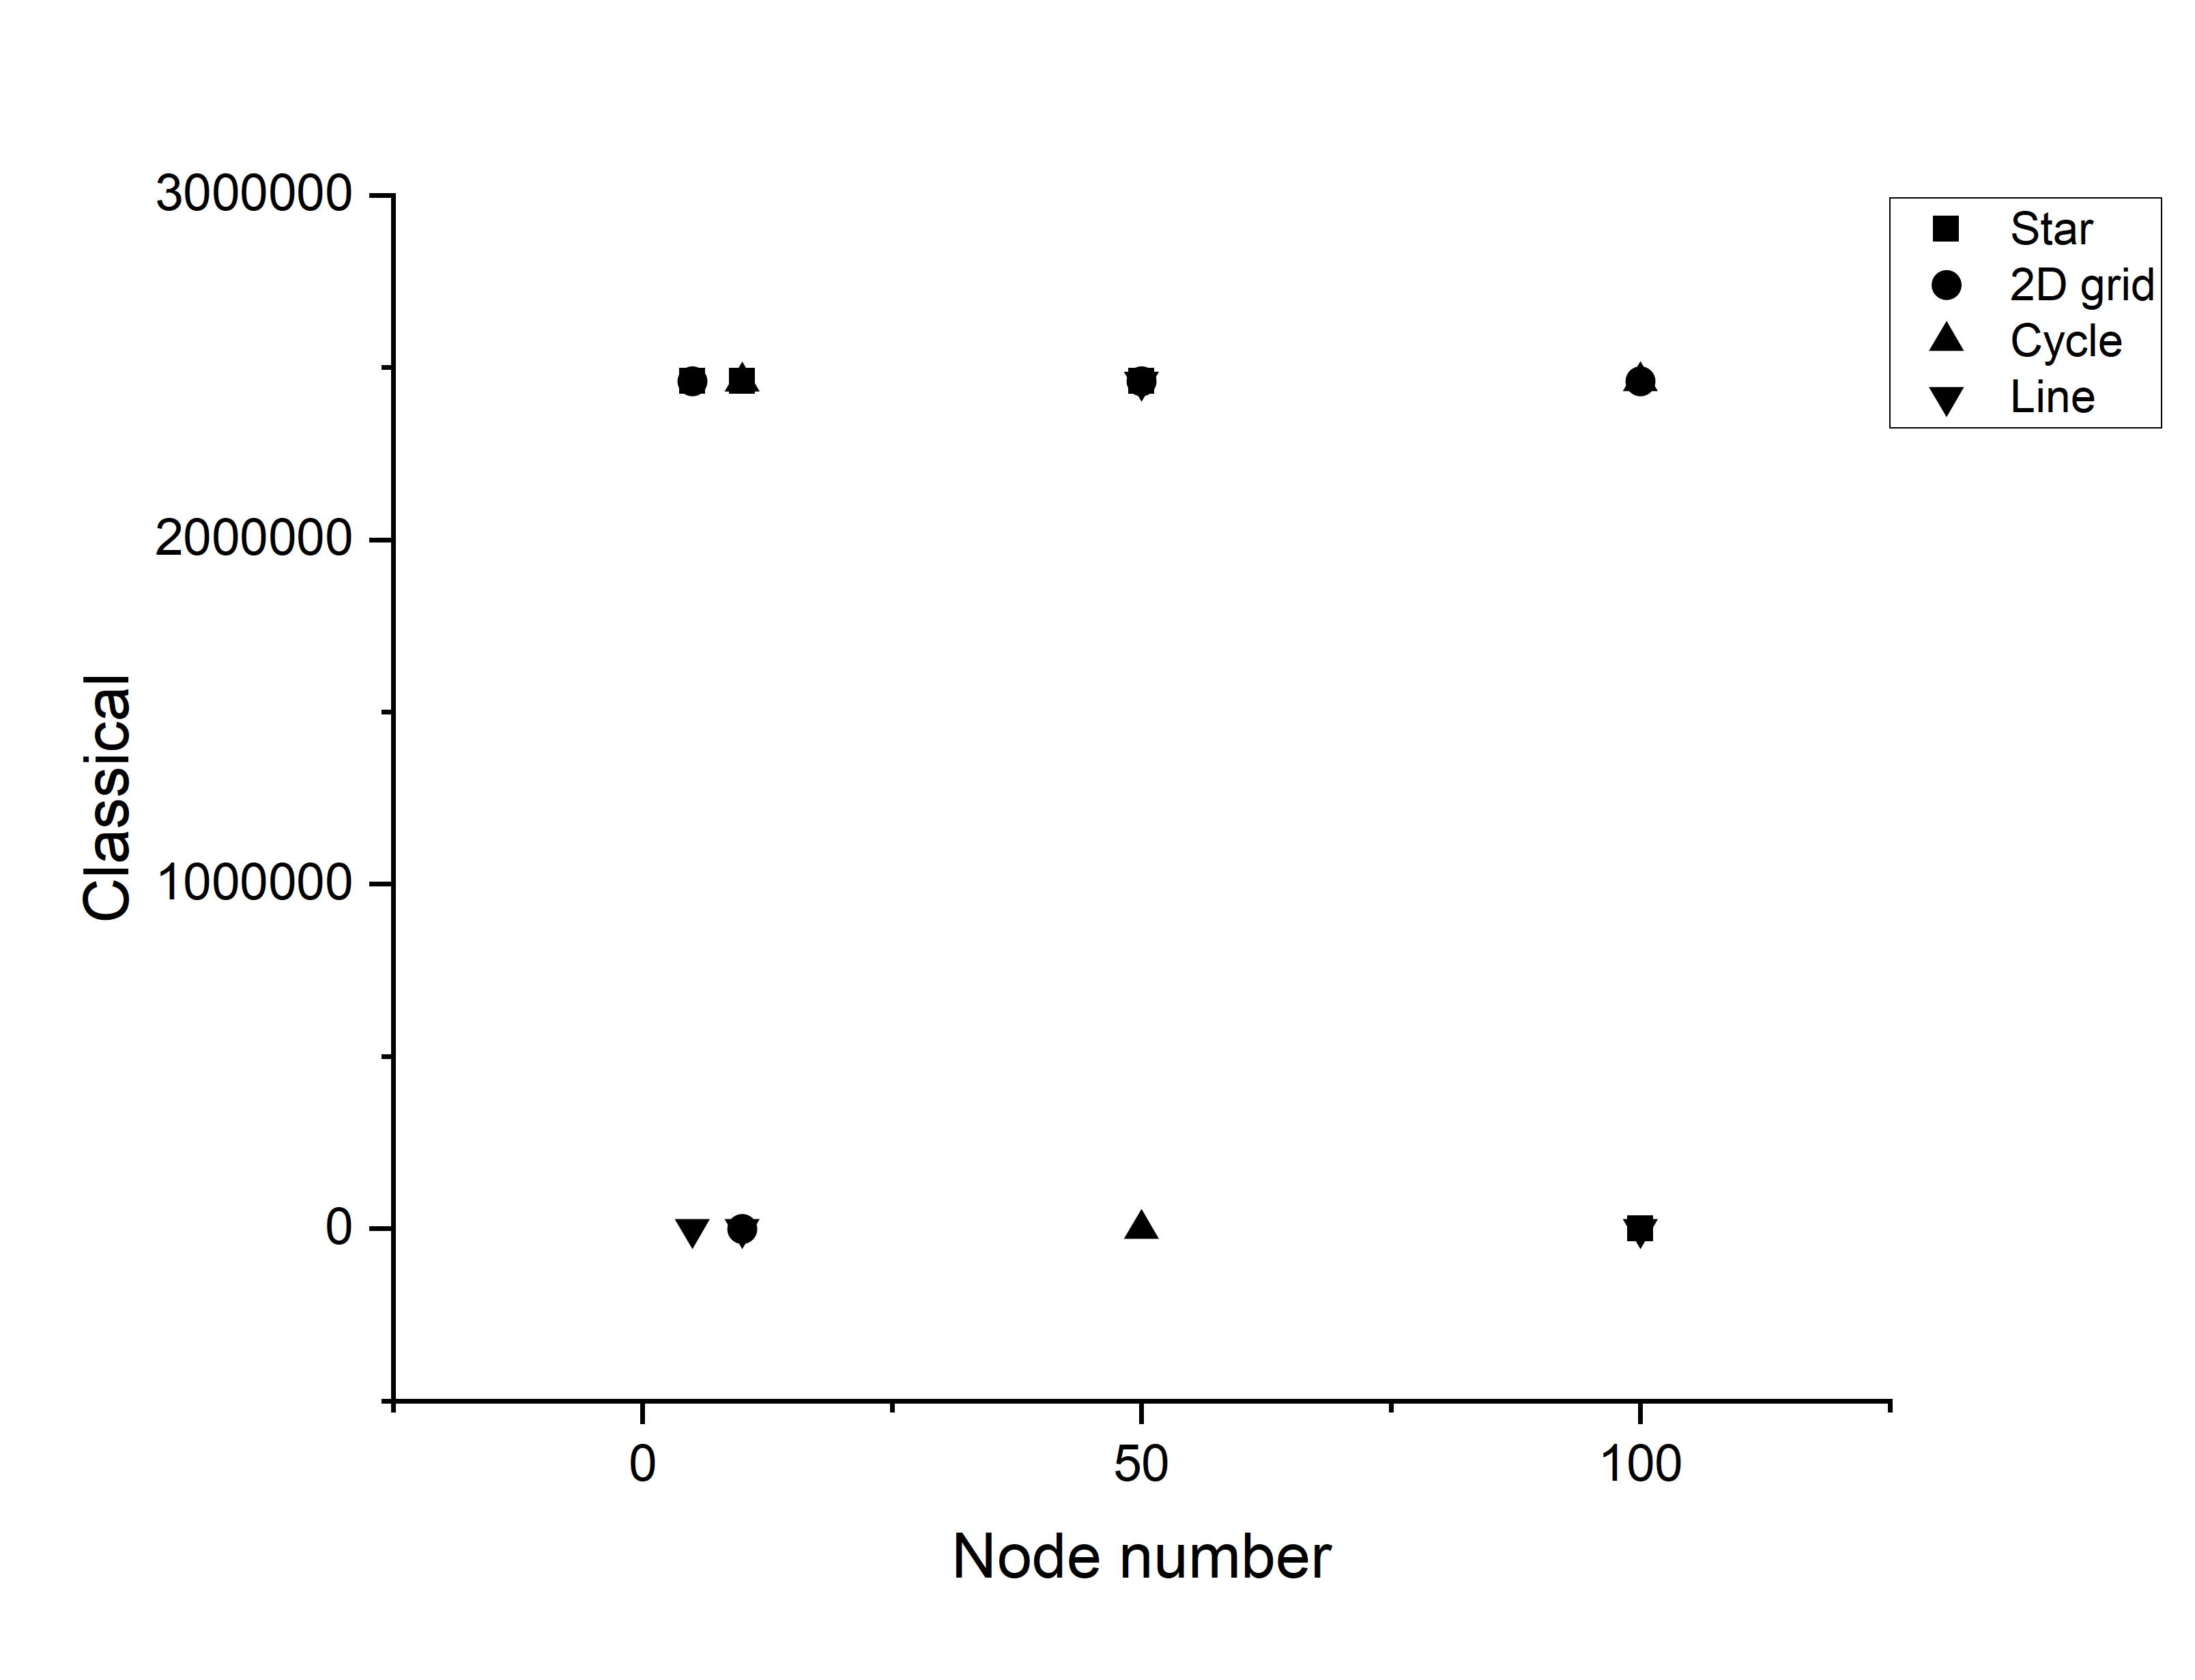 3000000
2000000
1000000
0
Classical
0
50
100
Node number
Star
2D grid
Cycle
Line